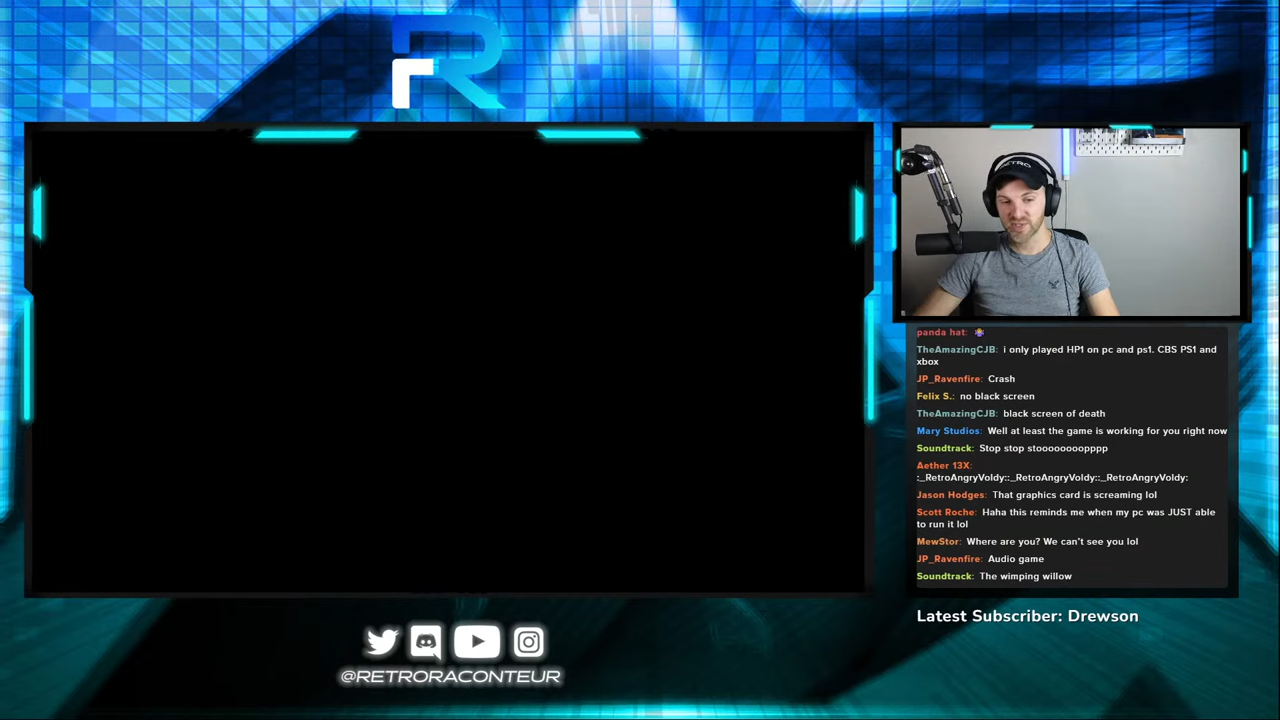 RETRO
panda hat:
TheAmazingCJB: i only played HP1 on pc and ps1. CBS PS1 and
xbox
JP_Ravenfire: Crash
Felix S.: no black screen
TheAmazingCJB: black screen of death
Mary Studios: Well at least the game is working for you right now
Soundtrack: Stop stop stoooooooopppp
Aether 13X:
:_RetroAngryVoldy::_RetroAngryVoldy::_RetroAngryVoldy:
Jason Hodges: That graphics card is screaming lol
Scott Roche: Haha this reminds me when my pc was JUST able
to run it lol
MewStor: Where are you? We can't see you lol
JP_Ravenfire: Audio game
Soundtrack: The wimping willow
Latest Subscriber: Drewson
@RETRORACONTEUR